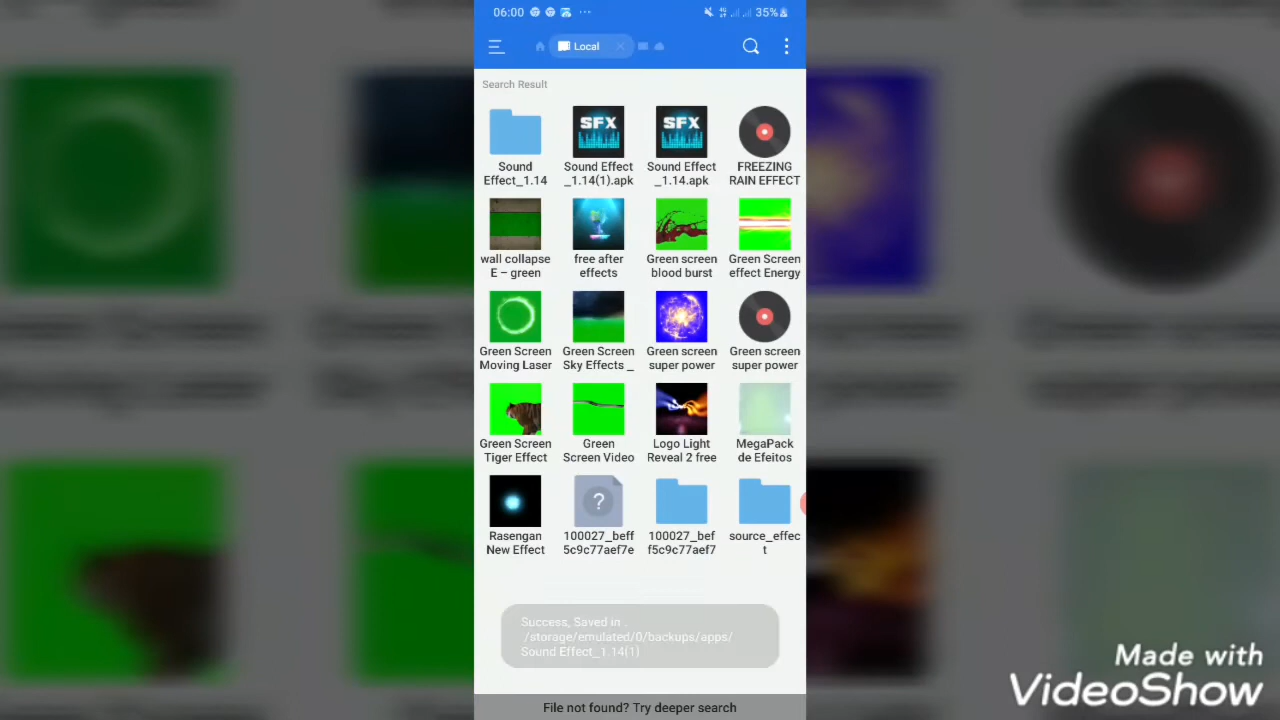 06:00
35%
Local
Search Result
SFX
SFX
Sound
Effect_1.14
Sound Effect
_1.14(1).apk
Sound Effect
_1.14.apk
FREEZING
RAIN EFFECT
wall collapse
E – green
free after
effects
Green screen
blood burst
Green Screen
effect Energy
Green Screen
Moving Laser
Green Screen
Sky Effects _
Green screen
super power
Green screen
super power
Green Screen
Tiger Effect
Green
Screen Video
Logo Light
Reveal 2 free
MegaPack
de Efeitos
?
Rasengan
New Effect
100027_beff
5c9c77aef7e
100027_bef
f5c9c77aef7
source_effec
t
Success, Saved in .
/storage/emulated/0/backups/apps/
Sound Effect_1.14(1)
File not found? Try deeper search
Made with
VideoShow